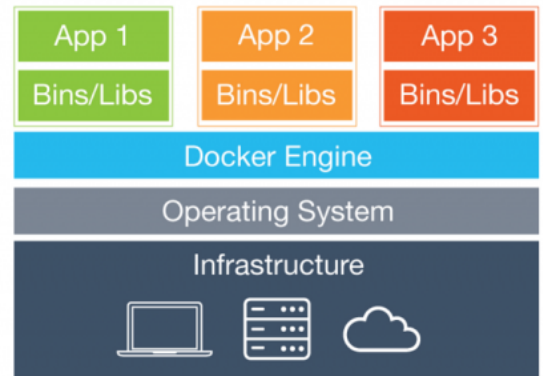 App 1
App 2
App 3
Bins/Libs
Bins/Libs
Bins/Libs
Docker Engine
Operating System
Infrastructure